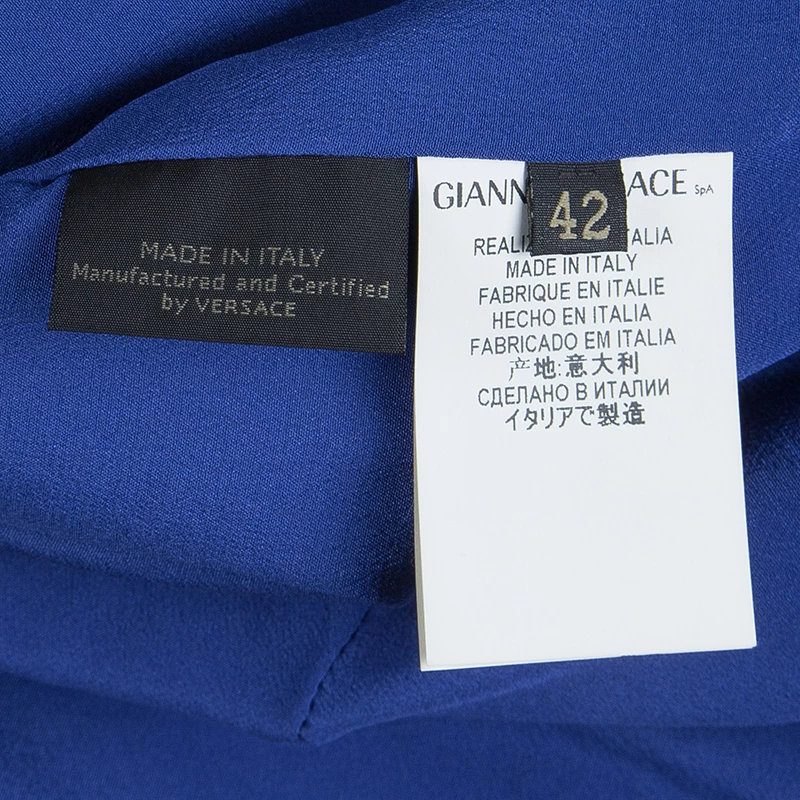 MADE IN ITALY
Manufactured and Certified
by VERSACE
GIANN ACE SpA
42
REALI TALIA
MADE IN ITALY
FABRIQUE EN ITALIE
HECHO EN ITALIA
FABRICADO EM ITALIA
产地:意大利
СДЕЛАНО В ИТАЛИИ
イタリアで製造